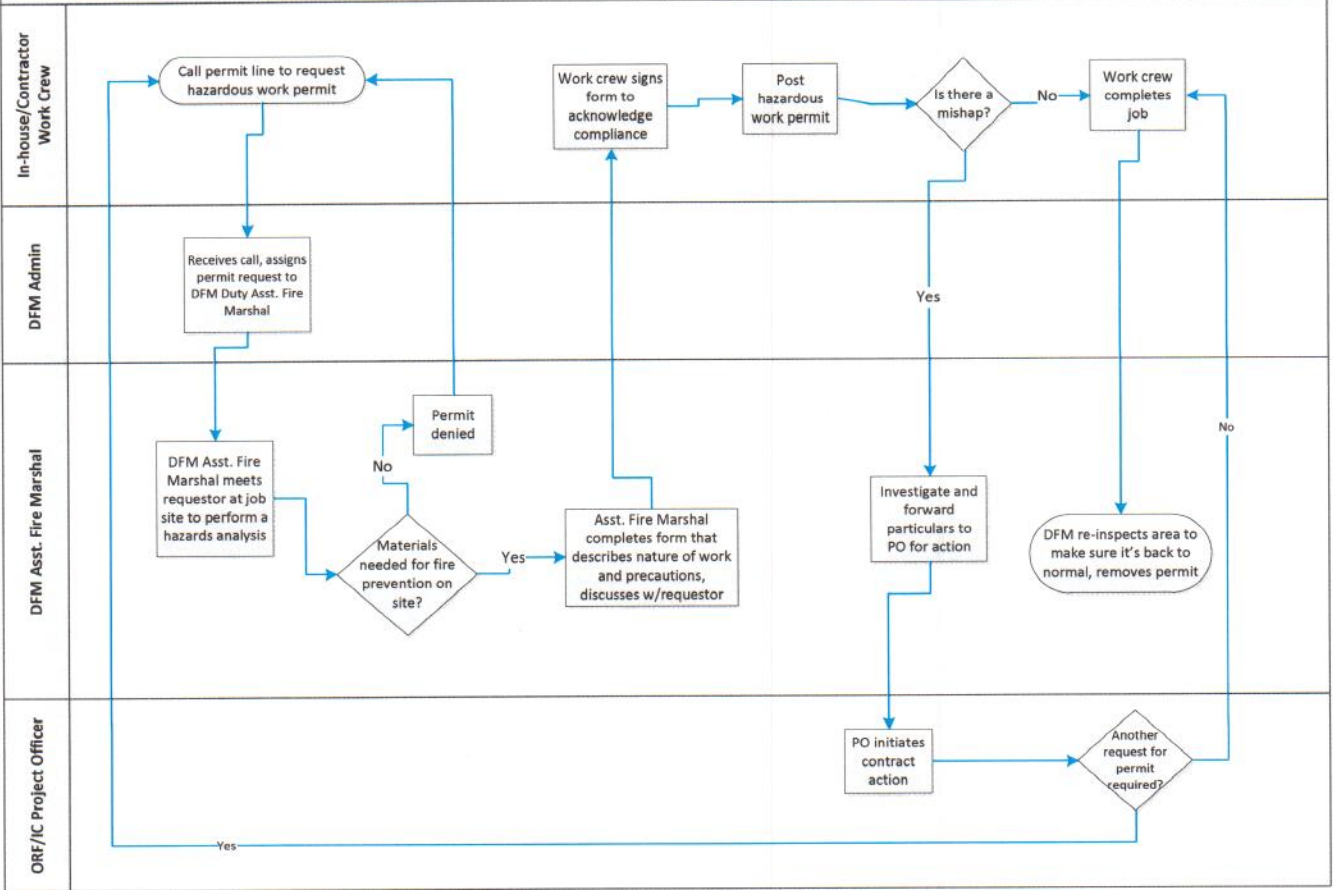 In-house/Contractor
Work Crew
Call permit line to request
hazardous work permit
Work crew signs
form to
acknowledge
compliance
Post
hazardous
work permit
Is there a
mishap?
No
Work crew
completes
job
DFM Admin
Receives call, assigns
permit request to
DFM Duty Asst. Fire
Marshal
Yes
DFM Asst. Fire Marshal
Permit
denied
No
DFM Asst. Fire
Marshal meets
requestor at job
site to perform a
hazards analysis
Materials
needed for fire
prevention on
site?
Yes
Asst. Fire Marshal
completes form that
describes nature of work
and precautions,
discusses w/requestor
Investigate and
forward
particulars to
PO for action
DFM re-inspects area to
make sure it's back to
normal, removes permit
No
ORF/IC Project Officer
PO initiates
contract
action
Another
request for
permit
required?
Yes